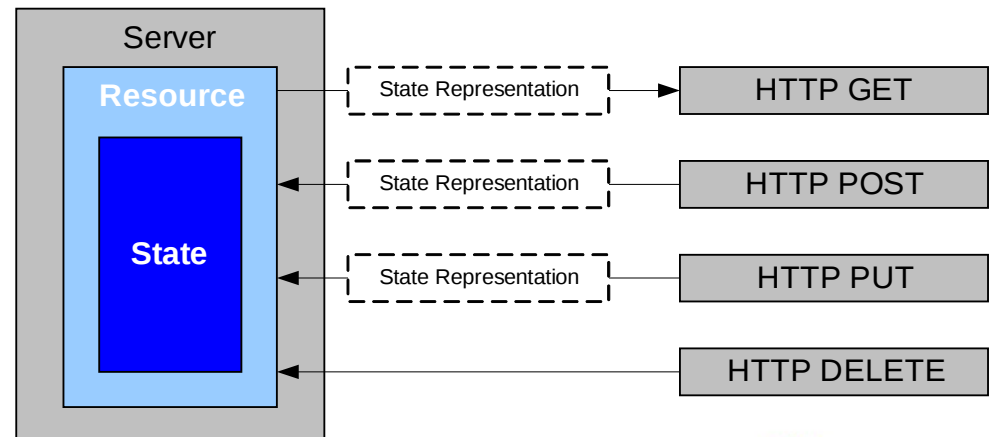 Server
Resource
State
State Representation
HTTP GET
State Representation
HTTP POST
State Representation
HTTP PUT
HTTP DELETE